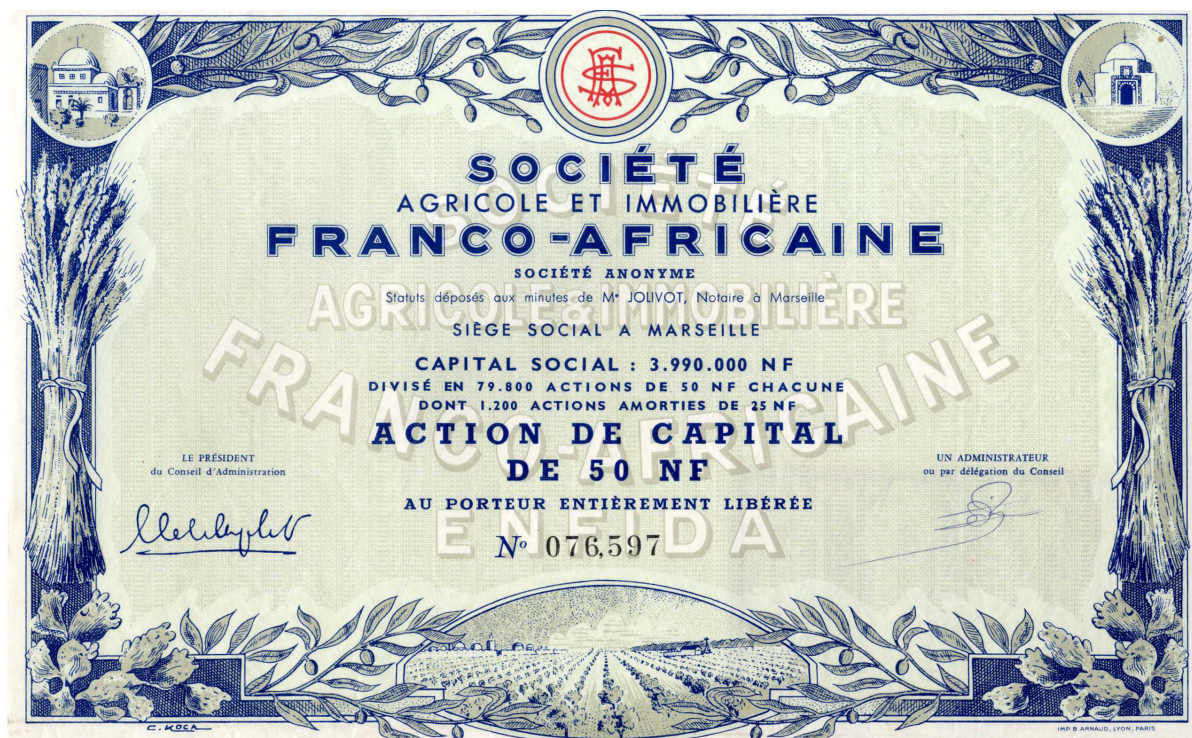 SOCIÉTÉ
AGRICOLE ET IMMOBILIÈRE
FRANCO-AFRICAINE
SOCIÉTÉ ANONYME
Statuts déposés aux minutes de Mᵉ JOLIVOT, Notaire à Marseille
SIÈGE SOCIAL A MARSEILLE
CAPITAL SOCIAL : 3.990.000 NF
DIVISÉ EN 79.800 ACTIONS DE 50 NF CHACUNE
DONT 1.200 ACTIONS AMORTIES DE 25 NF
ACTION DE CAPITAL
DE 50 NF
AU PORTEUR ENTIÈREMENT LIBÉRÉE
Nº 076,597
LE PRÉSIDENT
du Conseil d'Administration
UN ADMINISTRATEUR
ou par délégation du Conseil
SOCIÉTÉ
AGRICOLE & IMMOBILIÈRE
FRANCO-AFRICAINE
ENFIDA
C. KOCA
IMP. B. ARNAUD, LYON, PARIS